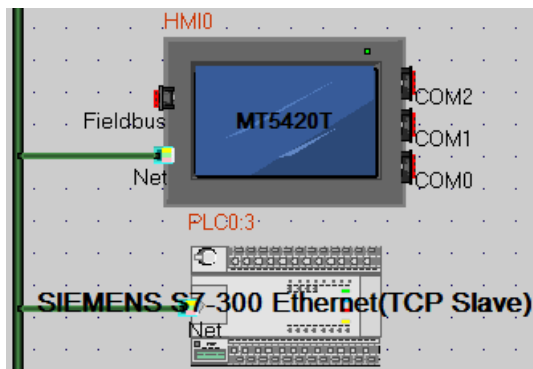 HMI0
COM2
Fieldbus
MT5420T
COM1
Net
COM0
PLC0:3
SIEMENS S7-300 Ethernet(TCP Slave)
Net